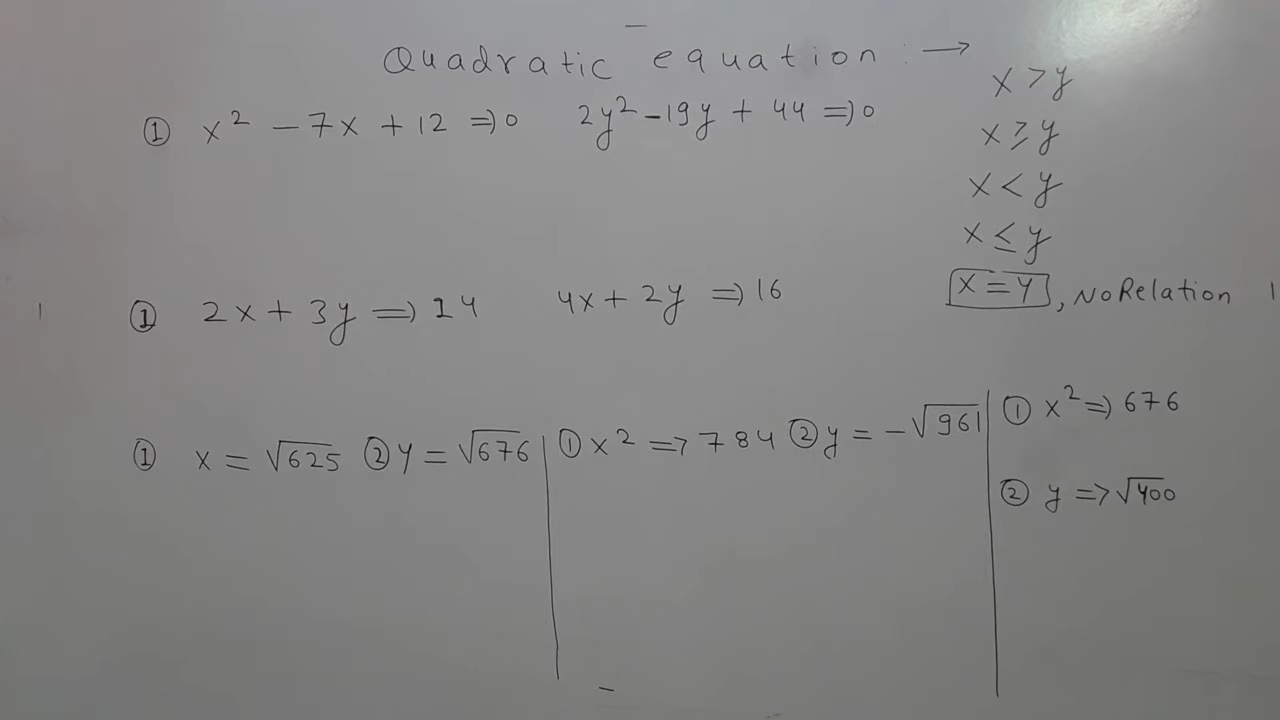 Quadratic equation :→
x > y
① x² - 7x + 12 ⇒ 0 2y² - 19y + 44 ⇒ 0
x ≥ y
x < y
x ≤ y
① 2x + 3y ⇒ 14 4x + 2y ⇒ 16
x = y, No Relation
① x = √625 ② y = √676
① x² ⇒ 784 ② y = -√961
① x² ⇒ 676
② y ⇒ √400